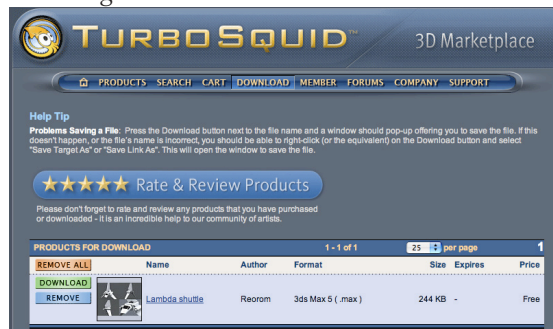 TURBOSQUID™ 3D Marketplace
PRODUCTS SEARCH CART DOWNLOAD MEMBER FORUMS COMPANY SUPPORT
Help Tip
Problems Saving a File: Press the Download button next to the file name and a window should pop-up offering you to save the file. If this
doesn't happen, or the file's name is incorrect, you should be able to right-click (or the equivalent) on the Download button and select
"Save Target As" or "Save Link As". This will open the window to save the file.
Rate & Review Products
Please don't forget to rate and review any products that you have purchased
or downloaded - it is an incredible help to our community of artists.
PRODUCTS FOR DOWNLOAD 1 - 1 of 1 25 per page 1
REMOVE ALL Name Author Format Size Expires Price
DOWNLOAD
REMOVE Lambda shuttle Reorom 3ds Max 5 ( .max ) 244 KB - Free